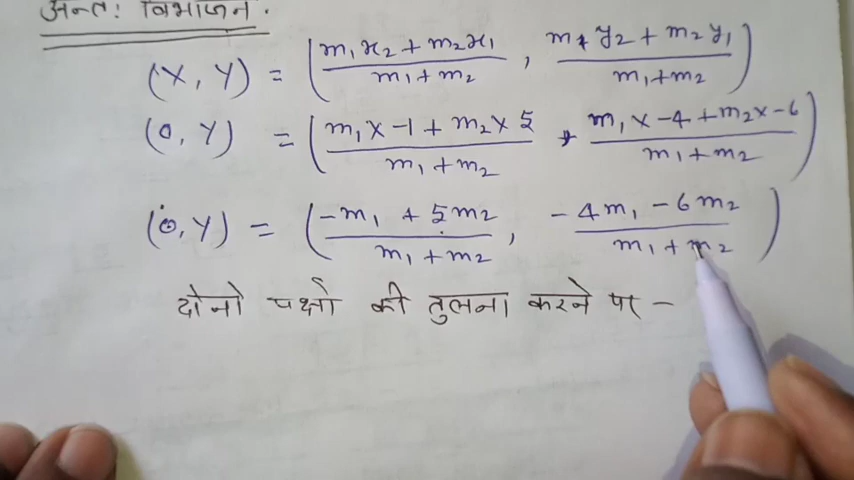 अन्तः विभाजन.
(X, Y) = (m₁x₂ + m₂x₁ / m₁+m₂ , m₁y₂ + m₂y₁ / m₁+m₂)
(0, Y) = (m₁ x -1 + m₂ x 5 / m₁ + m₂ , m₁ x -4 + m₂ x -6 / m₁ + m₂)
(0, Y) = (-m₁ + 5m₂ / m₁ + m₂ , -4m₁ - 6m₂ / m₁ + m₂)
दोनो पक्षो की तुलना करने पर -